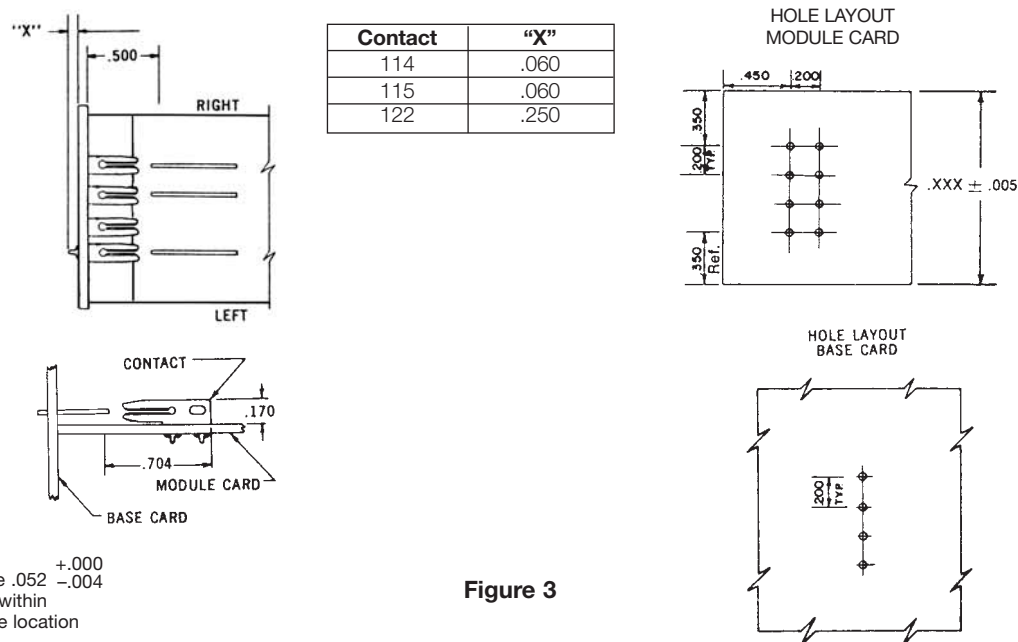 "X"
.500
RIGHT
LEFT
Contact "X"
114 .060
115 .060
122 .250
HOLE LAYOUT
MODULE CARD
.450 .200
.350
.200
TYP.
.350
Ref.
.XXX ± .005
CONTACT
.170
.704
MODULE CARD
BASE CARD
HOLE LAYOUT
BASE CARD
.200
TYP.
+.000
e .052 –.004
within
e location
Figure 3